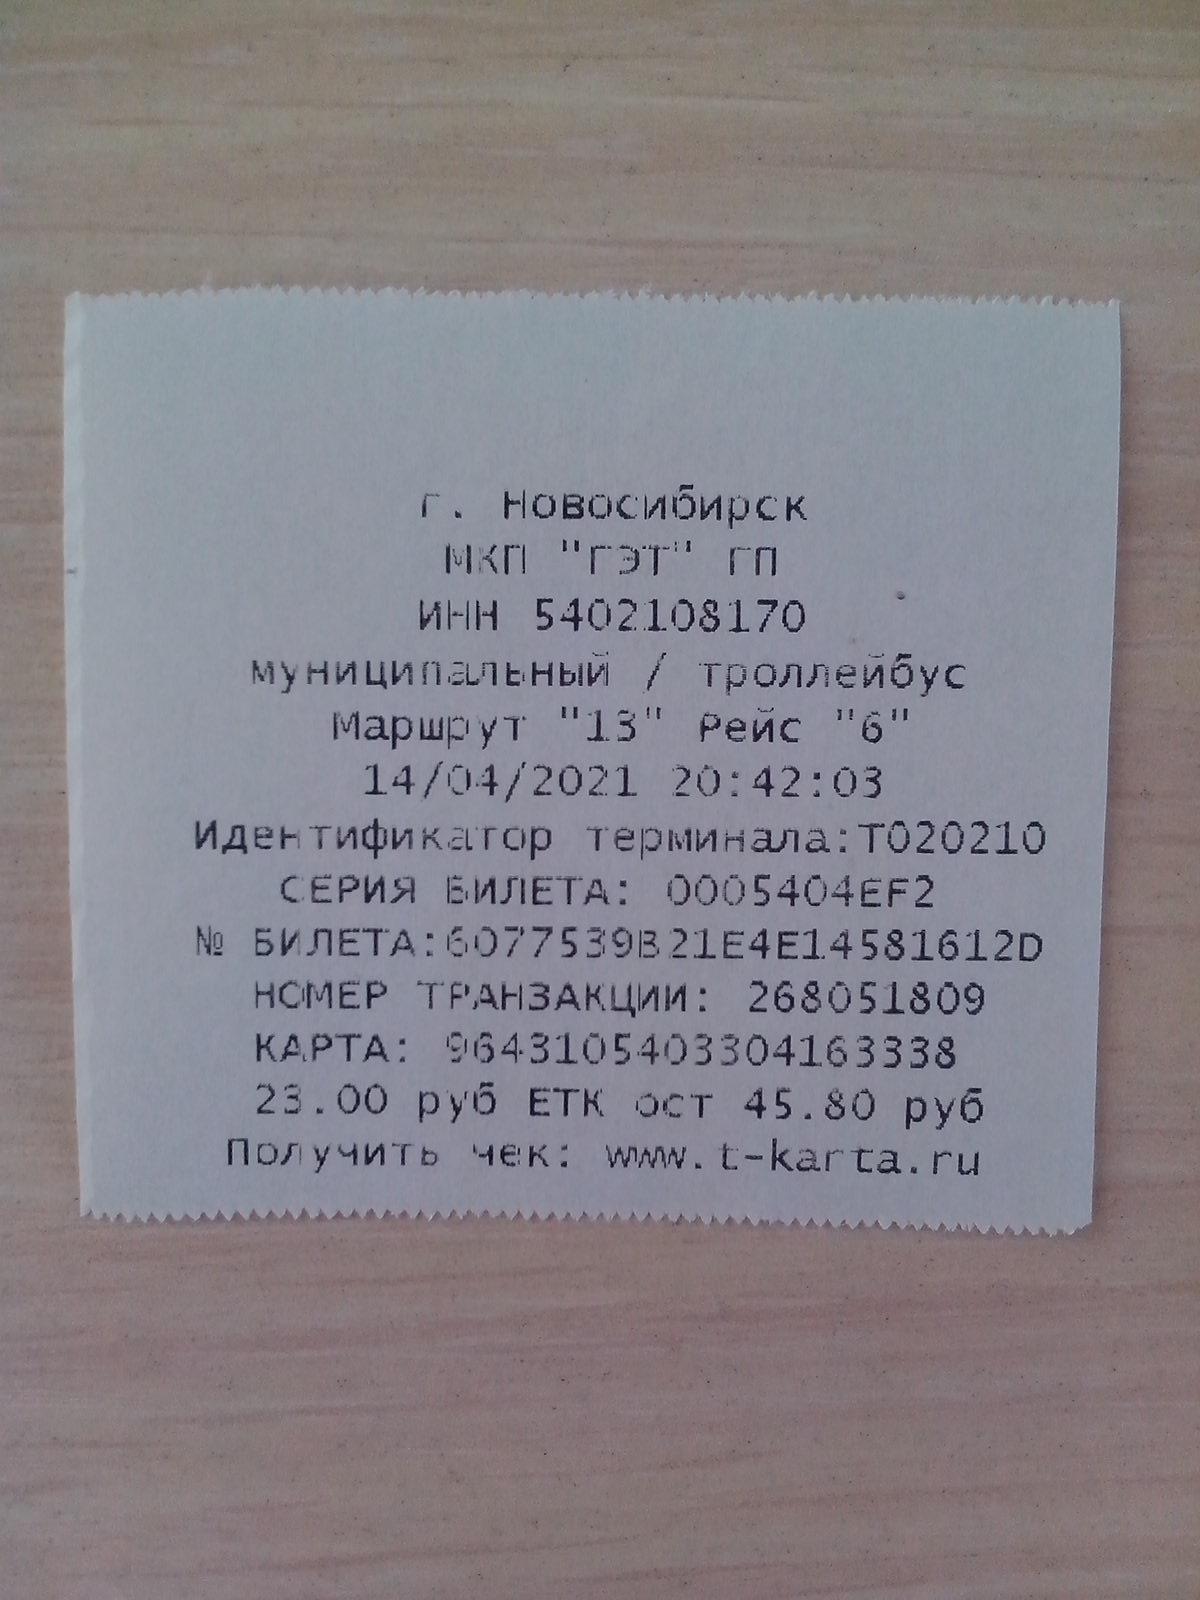 г. Новосибирск
МКП "ГЭТ" ГП
ИНН 5402108170
муниципальный / троллейбус
Маршрут "13" Рейс "6"
14/04/2021 20:42:03
Идентификатор терминала:T020210
СЕРИЯ БИЛЕТА: 0005404EF2
№ БИЛЕТА:6077539B21E4E14581612D
НОМЕР ТРАНЗАКЦИИ: 268051809
КАРТА: 9643105403304163338
23.00 руб ЕТК ост 45.80 руб
Получить чек: www.t-karta.ru